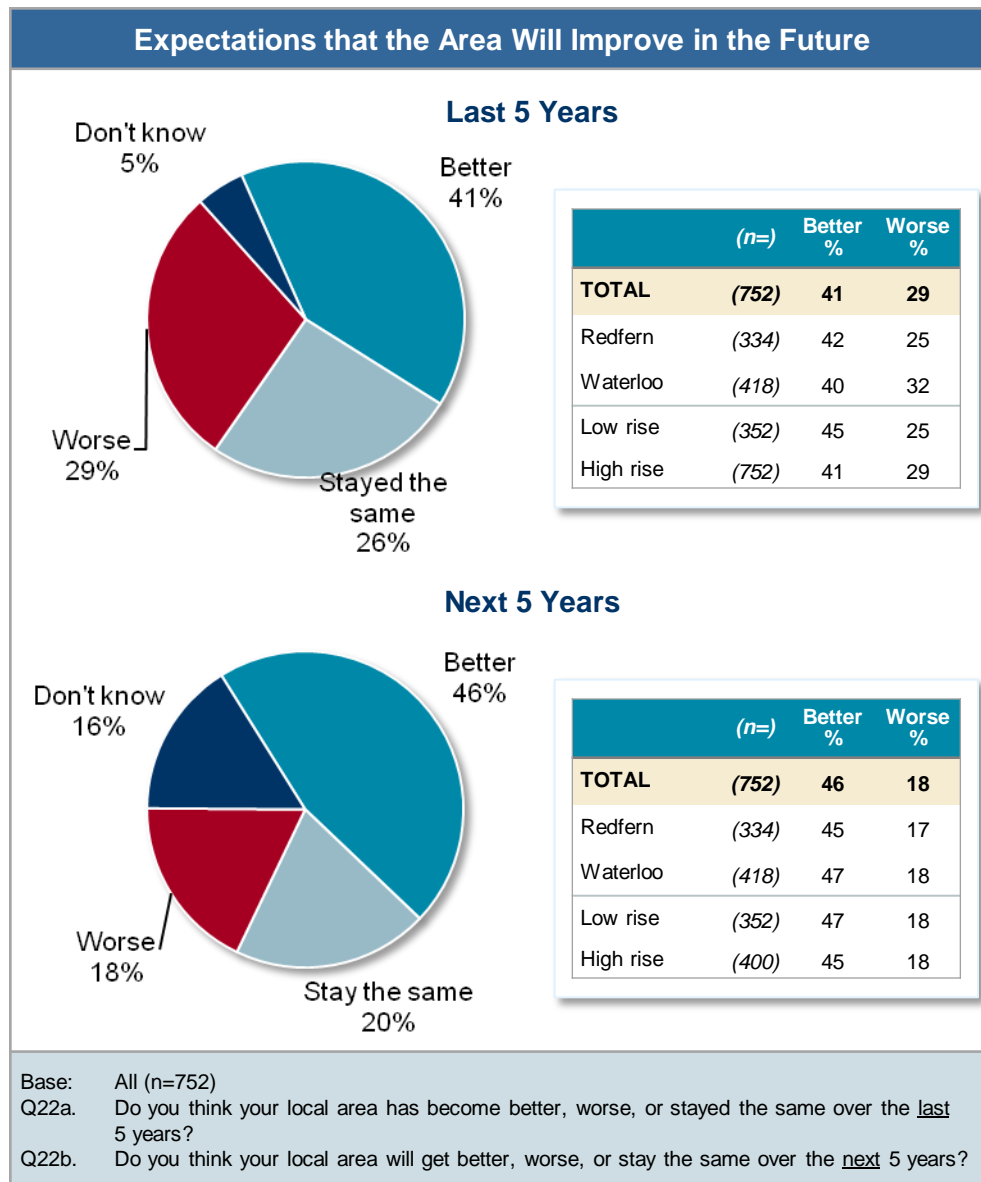 Expectations that the Area Will Improve in the Future
Last 5 Years
Don't know
5%
Better
41%
Worse
29%
Stayed the
same
26%
(n=) Better % Worse %
TOTAL (752) 41 29
Redfern (334) 42 25
Waterloo (418) 40 32
Low rise (352) 45 25
High rise (752) 41 29
Next 5 Years
Better
46%
Don't know
16%
Worse
18%
Stay the same
20%
(n=) Better % Worse %
TOTAL (752) 46 18
Redfern (334) 45 17
Waterloo (418) 47 18
Low rise (352) 47 18
High rise (400) 45 18
Base: All (n=752)
Q22a. Do you think your local area has become better, worse, or stayed the same over the last
5 years?
Q22b. Do you think your local area will get better, worse, or stay the same over the next 5 years?